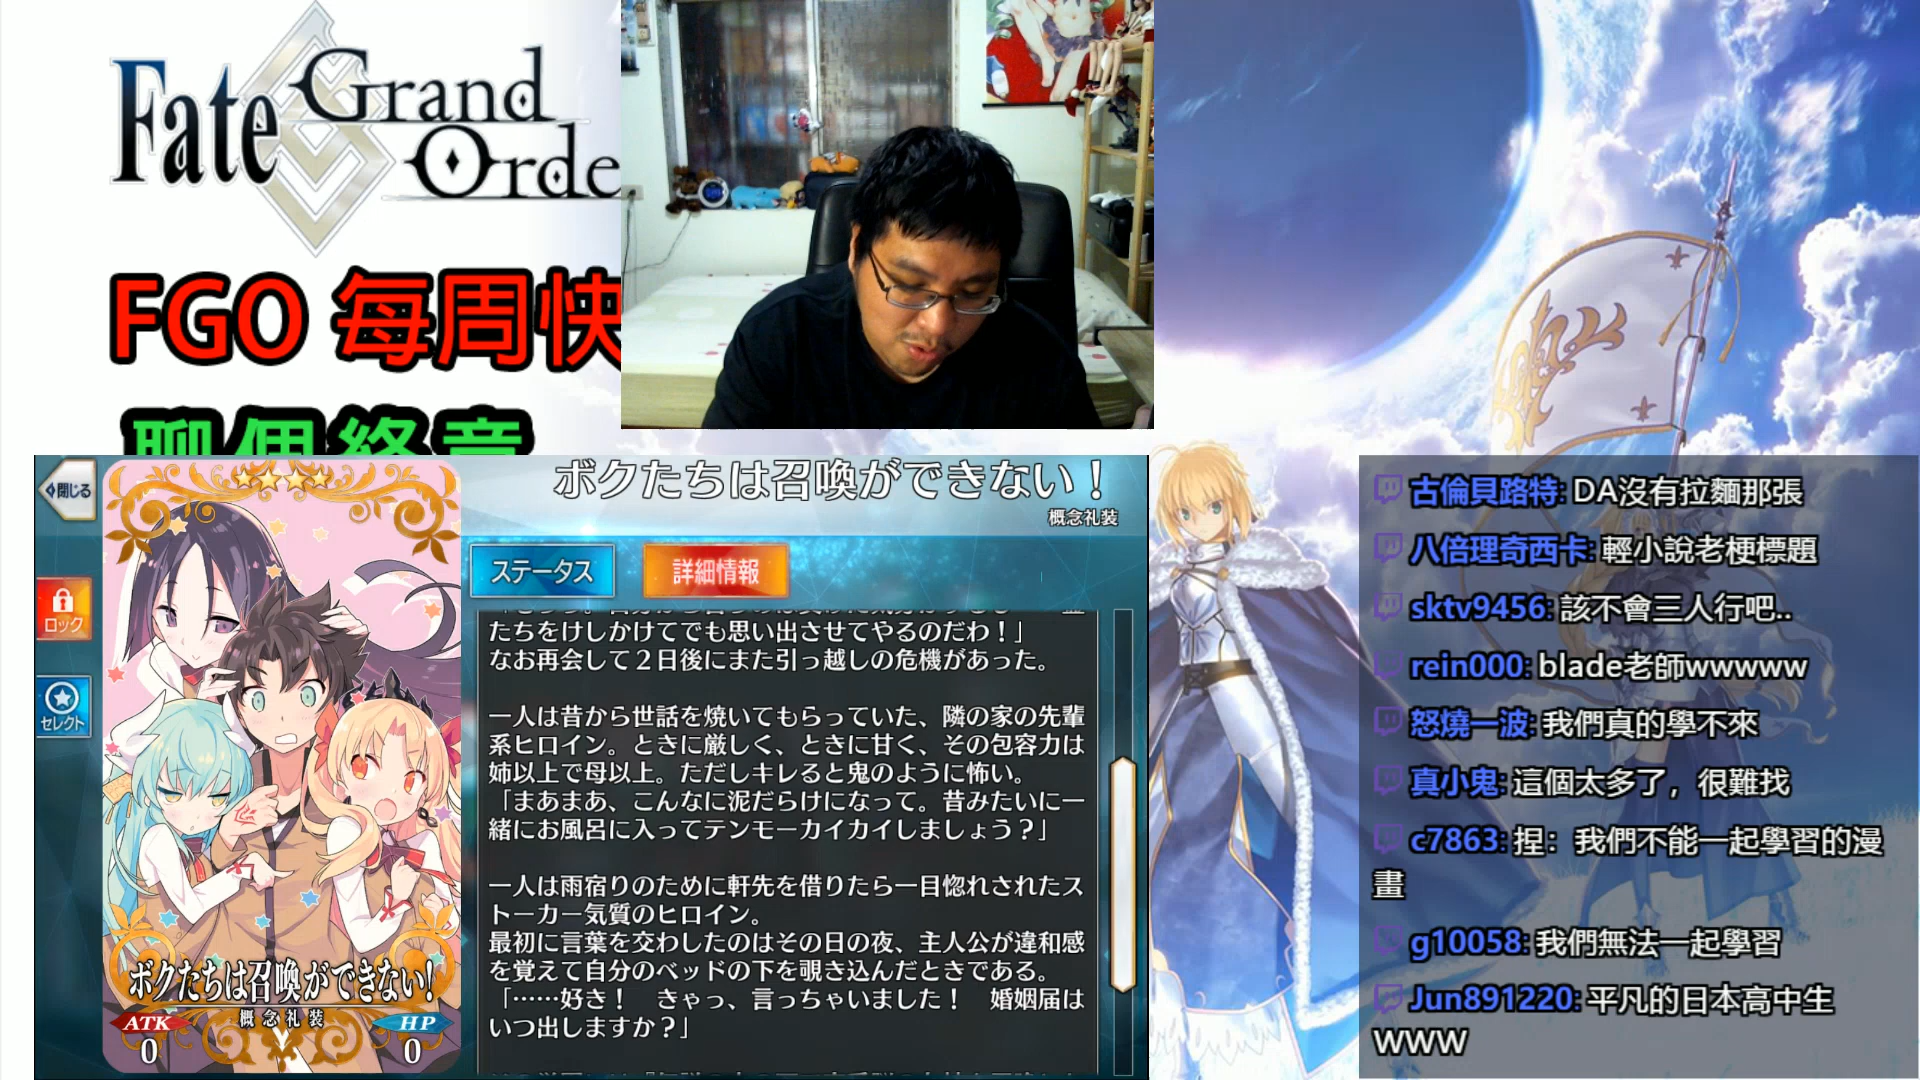 Fate
Grand
Orde
FGO 每周快
聊個終章
閉じる
ロック
セレクト
ボクたちは召喚ができない！
概念礼装
ATK
0
HP
0
ボクたちは召喚ができない！
概念礼装
ステータス
詳細情報
たちをけしかけてでも思い出させてやるのだわ！」
なお再会して２日後にまた引っ越しの危機があった。
一人は昔から世話を焼いてもらっていた、隣の家の先輩
系ヒロイン。ときに厳しく、ときに甘く、その包容力は
姉以上で母以上。ただしキレると鬼のように怖い。
「まあまあ、こんなに泥だらけになって。昔みたいに一
緒にお風呂に入ってテンモーカイカイしましょう？」
一人は雨宿りのために軒先を借りたら一目惚れされたス
トーカー気質のヒロイン。
最初に言葉を交わしたのはその日の夜、主人公が違和感
を覚えて自分のベッドの下を覗き込んだときである。
「……好き！　きゃっ、言っちゃいました！　婚姻届は
いつ出しますか？」
古倫貝路特: DA沒有拉麵那張
八倍理奇西卡: 輕小說老梗標題
sktv9456: 該不會三人行吧..
rein000: blade老師wwwww
怒燒一波: 我們真的學不來
真小鬼: 這個太多了，很難找
c7863: 捏：我們不能一起學習的漫
畫
g10058: 我們無法一起學習
Jun891220: 平凡的日本高中生
WWW